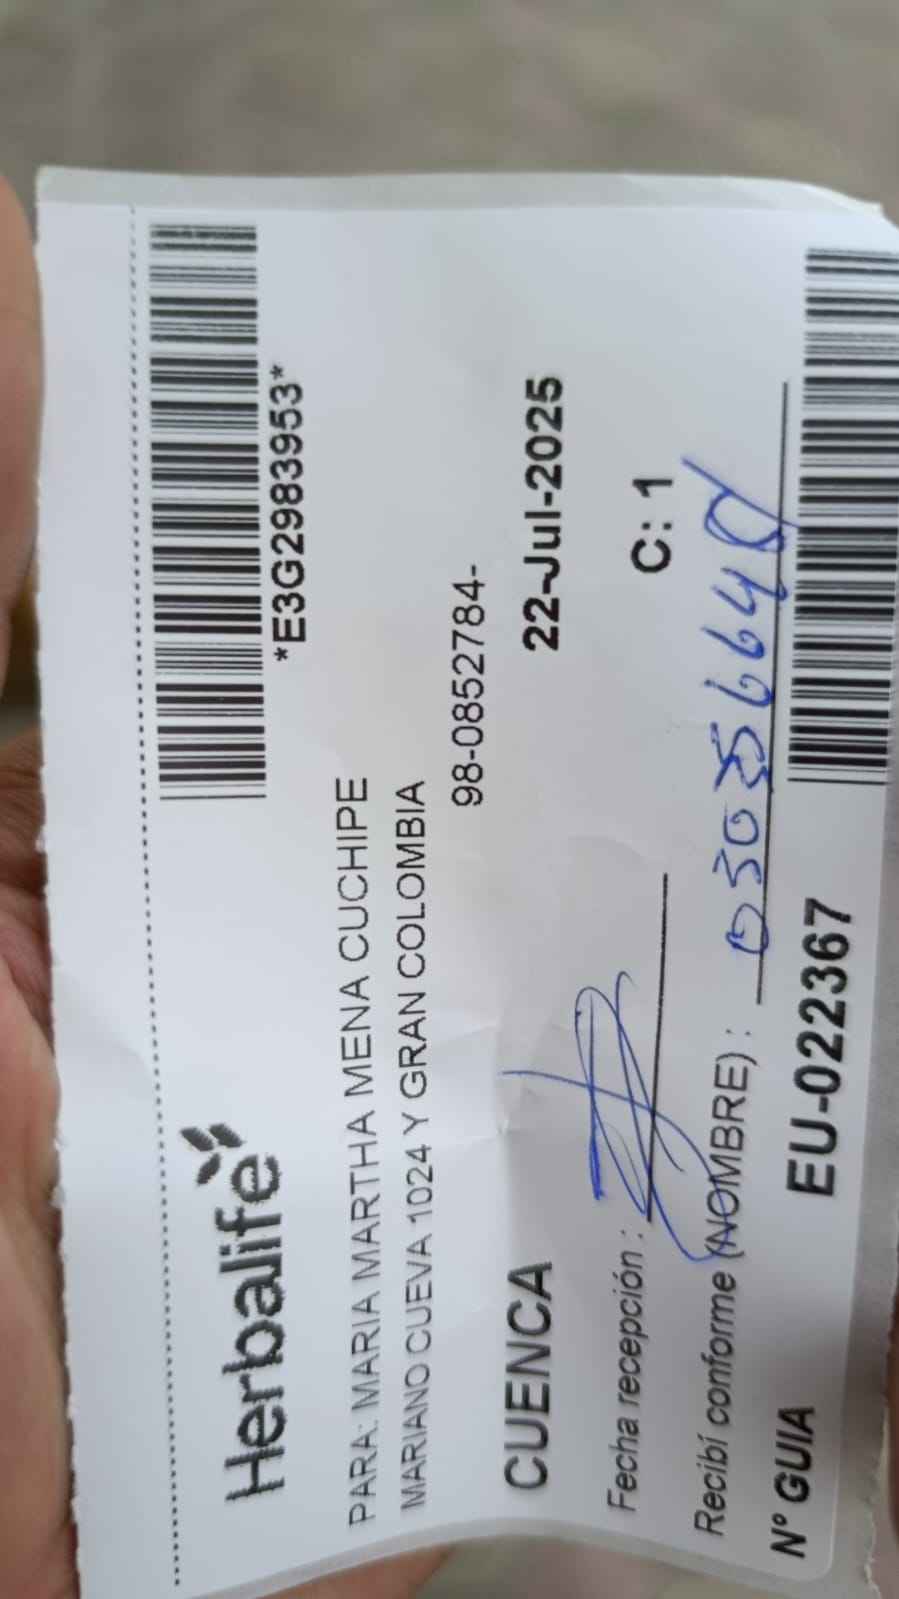 Herbalife
*E3G2983953*
PARA: MARIA MARTHA MENA CUCHIPE
MARIANO CUEVA 1024 Y GRAN COLOMBIA
98-0852784-
CUENCA
22-Jul-2025
Fecha recepción :
C: 1
Recibí conforme (NOMBRE) :
N° GUIA
EU-022367